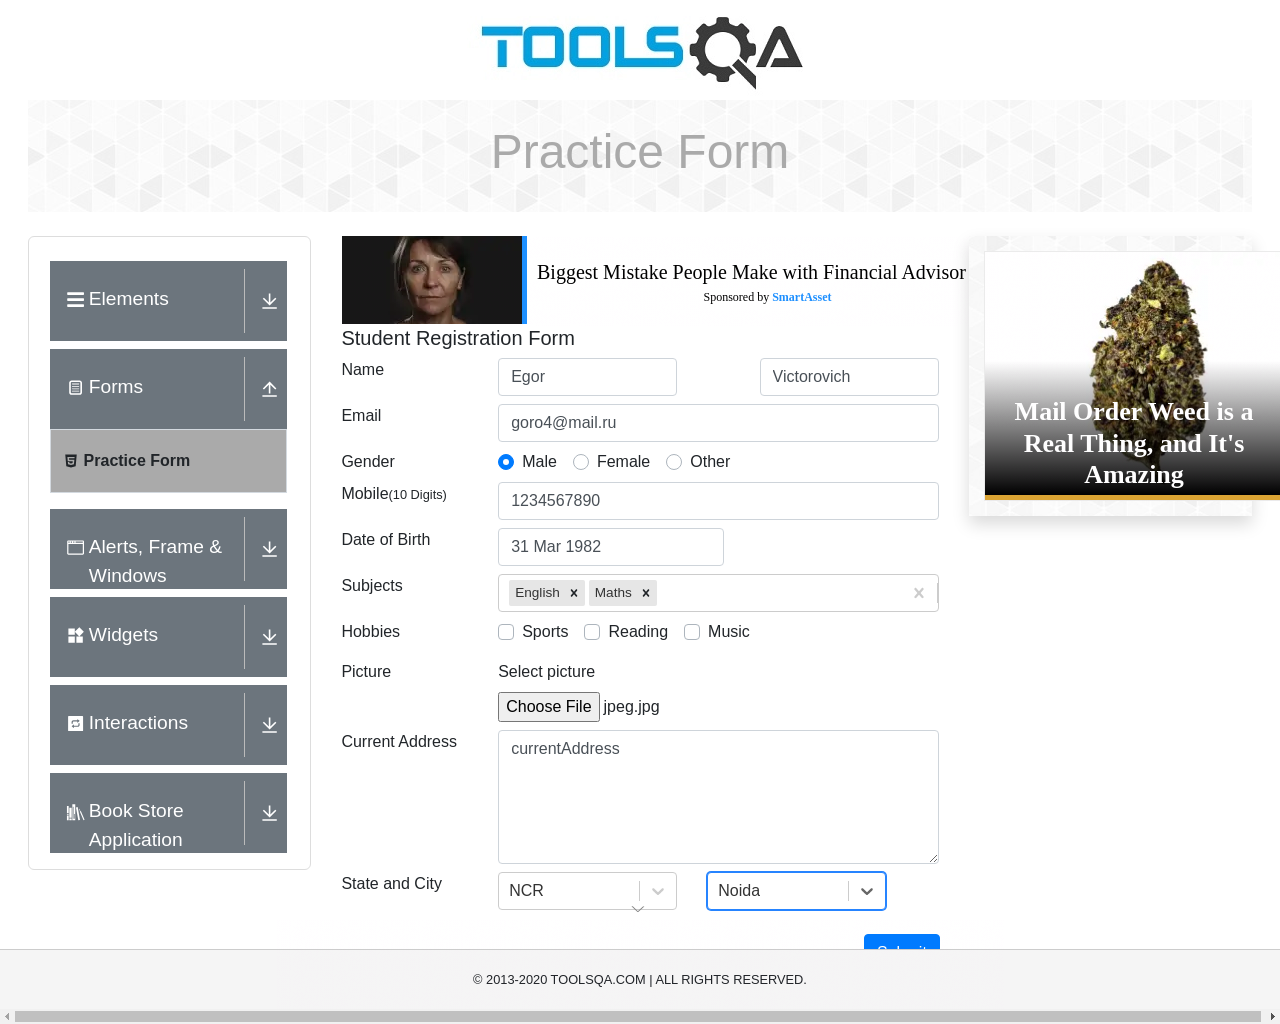 TOOLSQA
Practice Form
Elements
Forms
Practice Form
Alerts, Frame &
Windows
Widgets
Interactions
Book Store
Application
Biggest Mistake People Make with Financial Advisor
Sponsored by SmartAsset
Student Registration Form
Name Egor Victorovich
Email goro4@mail.ru
Gender Male Female Other
Mobile(10 Digits) 1234567890
Date of Birth 31 Mar 1982
Subjects English Maths
Hobbies Sports Reading Music
Picture Select picture
Choose File jpeg.jpg
Current Address currentAddress
State and City NCR Noida
Submit
Mail Order Weed is a
Real Thing, and It's
Amazing
© 2013-2020 TOOLSQA.COM | ALL RIGHTS RESERVED.